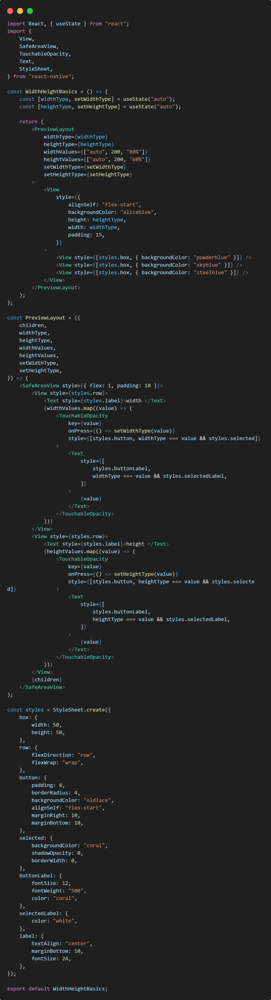 import React, { useState } from "react";
import {
    View,
    SafeAreaView,
    TouchableOpacity,
    Text,
    StyleSheet,
} from "react-native";

const WidthHeightBasics = () => {
    const [widthType, setWidthType] = useState("auto");
    const [heightType, setHeightType] = useState("auto");

    return (
        <PreviewLayout
            widthType={widthType}
            heightType={heightType}
            widthValues={["auto", 200, "80%"]}
            heightValues={["auto", 200, "60%"]}
            setWidthType={setWidthType}
            setHeightType={setHeightType}
        >
            <View
                style={{
                    alignSelf: "flex-start",
                    backgroundColor: "aliceblue",
                    height: heightType,
                    width: widthType,
                    padding: 15,
                }}
            >
                <View style={[styles.box, { backgroundColor: "powderblue" }]} />
                <View style={[styles.box, { backgroundColor: "skyblue" }]} />
                <View style={[styles.box, { backgroundColor: "steelblue" }]} />
            </View>
        </PreviewLayout>
    );
};

const PreviewLayout = ({
    children,
    widthType,
    heightType,
    widthValues,
    heightValues,
    setWidthType,
    setHeightType,
}) => (
    <SafeAreaView style={{ flex: 1, padding: 10 }}>
        <View style={styles.row}>
            <Text style={styles.label}>width </Text>
            {widthValues.map((value) => (
                <TouchableOpacity
                    key={value}
                    onPress={() => setWidthType(value)}
                    style={[styles.button, widthType === value && styles.selected]}
                >
                    <Text
                        style={[
                            styles.buttonLabel,
                            widthType === value && styles.selectedLabel,
                        ]}
                    >
                        {value}
                    </Text>
                </TouchableOpacity>
            ))}
        </View>
        <View style={styles.row}>
            <Text style={styles.label}>height </Text>
            {heightValues.map((value) => (
                <TouchableOpacity
                    key={value}
                    onPress={() => setHeightType(value)}
                    style={[styles.button, heightType === value && styles.selecte
d]}             >
                    <Text
                        style={[
                            styles.buttonLabel,
                            heightType === value && styles.selectedLabel,
                        ]}
                    >
                        {value}
                    </Text>
                </TouchableOpacity>
            ))}
        </View>
        {children}
    </SafeAreaView>
);

const styles = StyleSheet.create({
    box: {
        width: 50,
        height: 50,
    },
    row: {
        flexDirection: "row",
        flexWrap: "wrap",
    },
    button: {
        padding: 8,
        borderRadius: 4,
        backgroundColor: "oldlace",
        alignSelf: "flex-start",
        marginRight: 10,
        marginBottom: 10,
    },
    selected: {
        backgroundColor: "coral",
        shadowOpacity: 0,
        borderWidth: 0,
    },
    buttonLabel: {
        fontSize: 12,
        fontWeight: "500",
        color: "coral",
    },
    selectedLabel: {
        color: "white",
    },
    label: {
        textAlign: "center",
        marginBottom: 10,
        fontSize: 24,
    },
});

export default WidthHeightBasics;